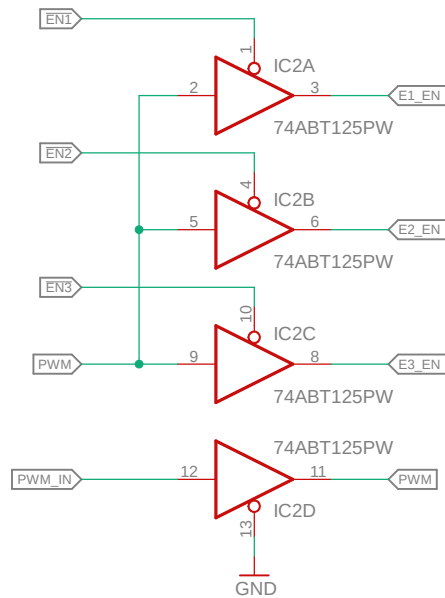 EN1
1
IC2A
2
3
E1_EN
74ABT125PW
EN2
4
IC2B
5
6
E2_EN
74ABT125PW
EN3
10
IC2C
PWM
9
8
E3_EN
74ABT125PW
74ABT125PW
PWM_IN
12
11
PWM
IC2D
13
GND